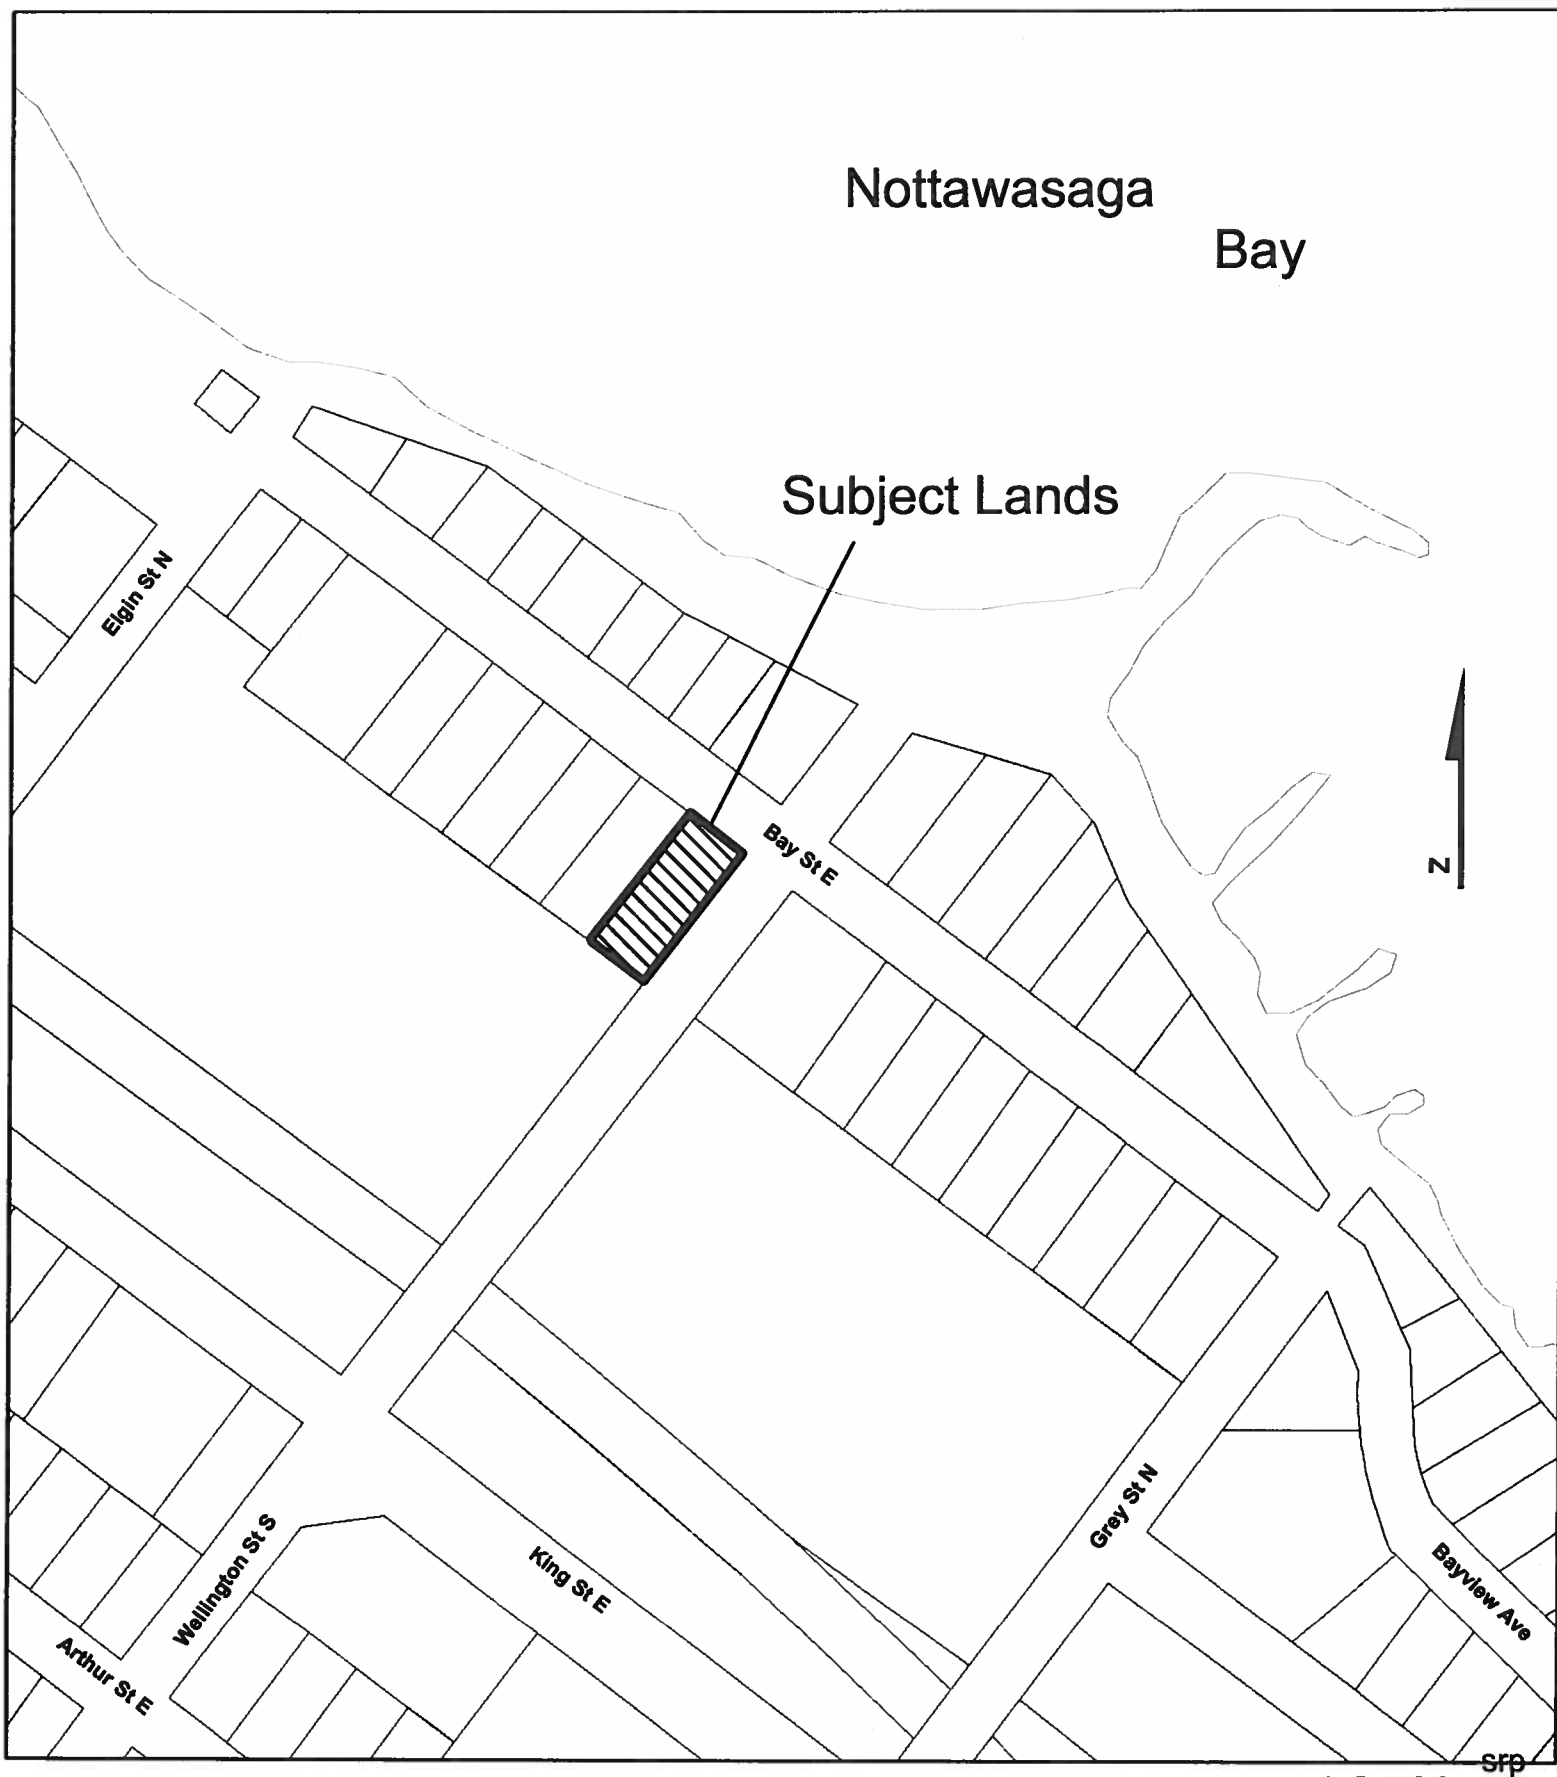 Nottawasaga
Bay
Subject Lands
Elgin St N
Bay St E
N
Grey St N
Wellington St S
King St E
Bayview Ave
Arthur St E
srp